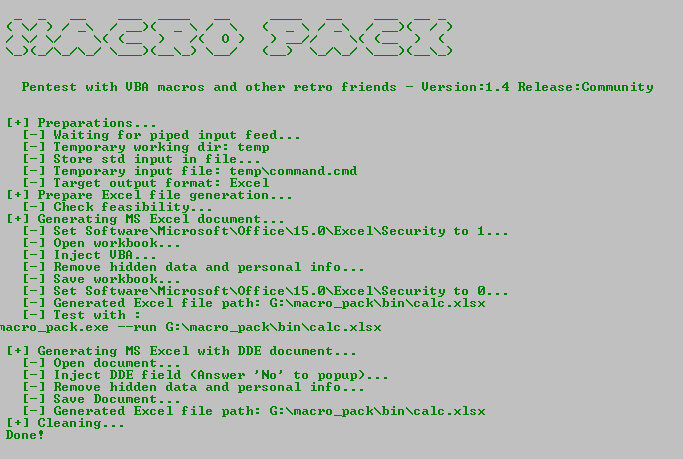 MACRO PACK
Pentest with VBA macros and other retro friends - Version:1.4 Release:Community
[+] Preparations...
[-] Waiting for piped input feed...
[-] Temporary working dir: temp
[-] Store std input in file...
[-] Temporary input file: temp\command.cmd
[-] Target output format: Excel
[+] Prepare Excel file generation...
[-] Check feasibility...
[+] Generating MS Excel document...
[-] Set Software\Microsoft\Office\15.0\Excel\Security to 1...
[-] Open workbook...
[-] Inject VBA...
[-] Remove hidden data and personal info...
[-] Save workbook...
[-] Set Software\Microsoft\Office\15.0\Excel\Security to 0...
[-] Generated Excel file path: G:\macro_pack\bin\calc.xlsx
[-] Test with :
macro_pack.exe --run G:\macro_pack\bin\calc.xlsx
[+] Generating MS Excel with DDE document...
[-] Open document...
[-] Inject DDE field (Answer 'No' to popup)...
[-] Remove hidden data and personal info...
[-] Save Document...
[-] Generated Excel file path: G:\macro_pack\bin\calc.xlsx
[+] Cleaning...
Done!